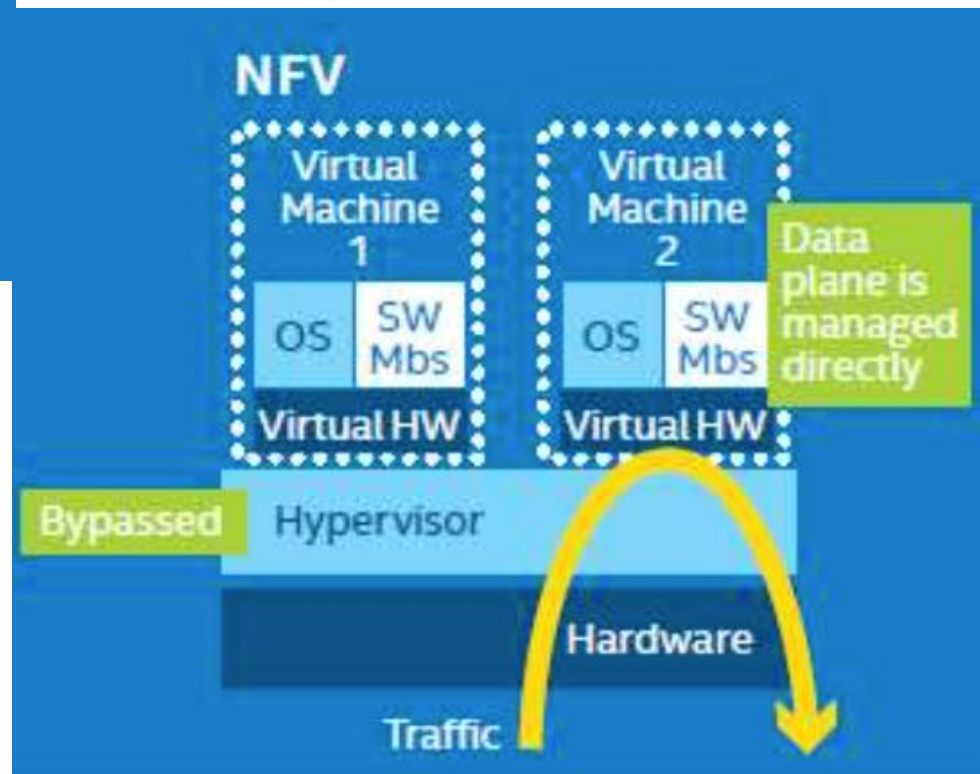 NFV
Virtual
Machine
1
OS
SW
Mbs
Virtual HW
Virtual
Machine
2
OS
SW
Mbs
Virtual HW
Data
plane is
managed
directly
Bypassed
Hypervisor
Hardware
Traffic